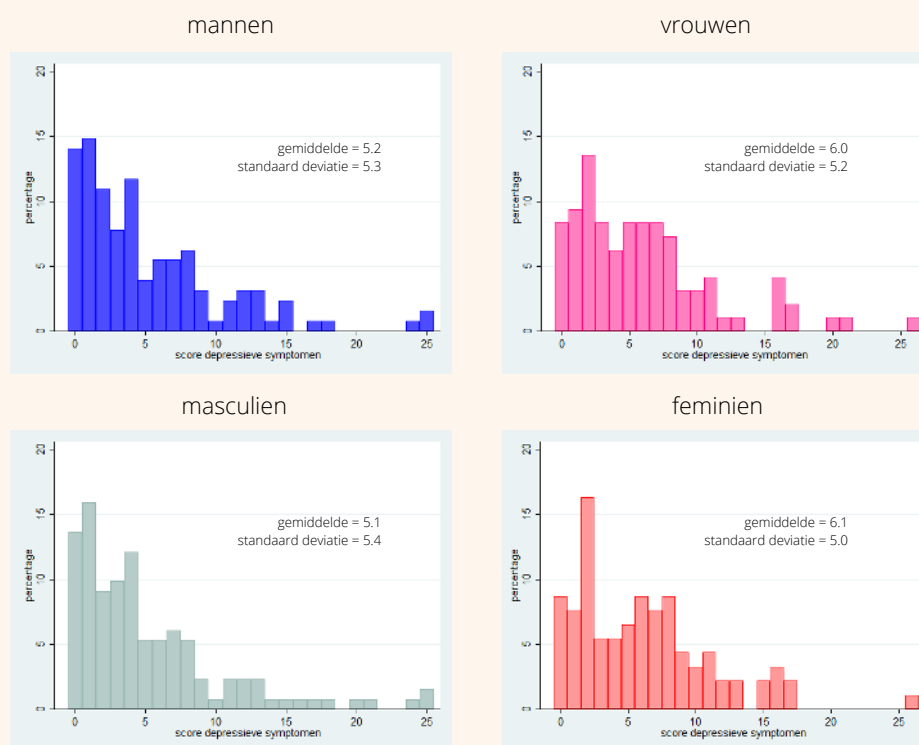 mannen
percentage
0 5 10 15 20
gemiddelde = 5.2
standaard deviatie = 5.3
0 5 10 15 20 25
score depressieve symptomen
vrouwen
percentage
0 5 10 15 20
gemiddelde = 6.0
standaard deviatie = 5.2
0 5 10 15 20 25
score depressieve symptomen
masculien
percentage
0 5 10 15 20
gemiddelde = 5.1
standaard deviatie = 5.4
0 5 10 15 20 25
score depressieve symptomen
feminien
percentage
0 5 10 15 20
gemiddelde = 6.1
standaard deviatie = 5.0
0 5 10 15 20 25
score depressieve symptomen